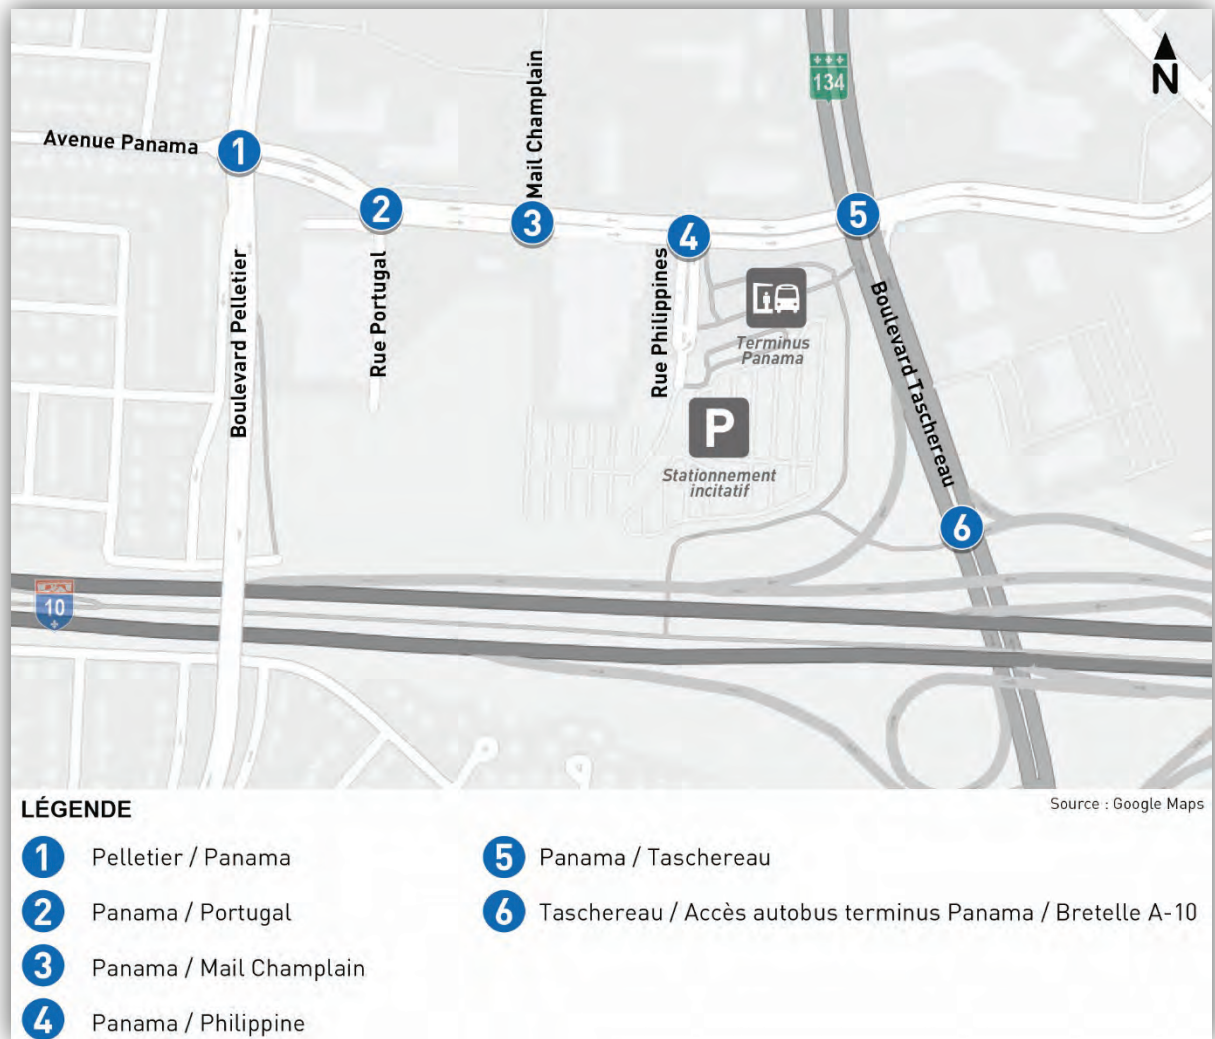 N
134
Mail Champlain
Avenue Panama
1
2
3
4
5
Boulevard Pelletier
Rue Portugal
Rue Philippines
Terminus
Panama
Boulevard Taschereau
P
Stationnement
incitatif
6
10
LÉGENDE
Source : Google Maps
1 Pelletier / Panama
2 Panama / Portugal
3 Panama / Mail Champlain
4 Panama / Philippine
5 Panama / Taschereau
6 Taschereau / Accès autobus terminus Panama / Bretelle A-10